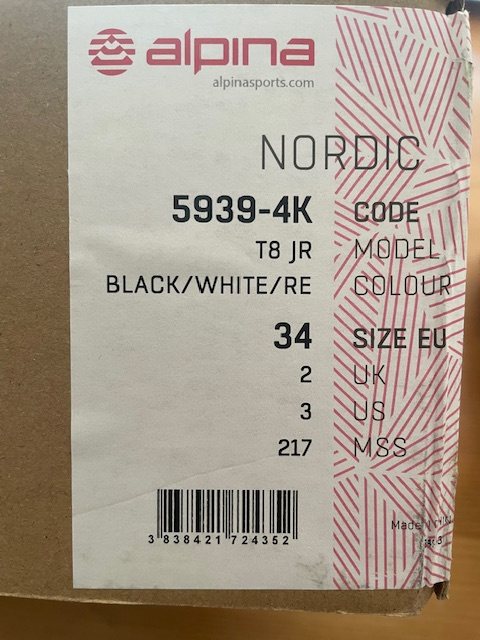 alpina
alpinasports.com
NORDIC
5939-4K CODE
T8 JR MODEL
BLACK/WHITE/RE COLOUR
34 SIZE EU
2 UK
3 US
217 MSS
Made
3 838421 724352